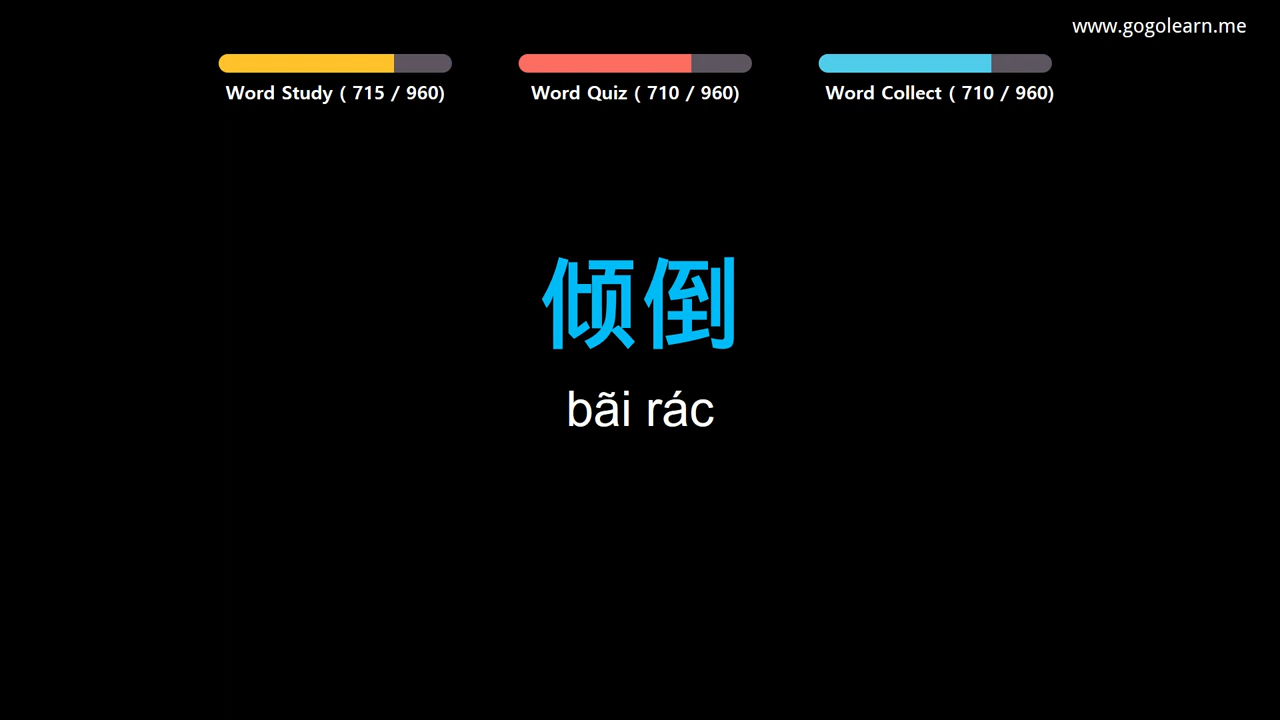 www.gogolearn.me
Word Study ( 715 / 960)
Word Quiz ( 710 / 960)
Word Collect ( 710 / 960)
倾倒
bãi rác